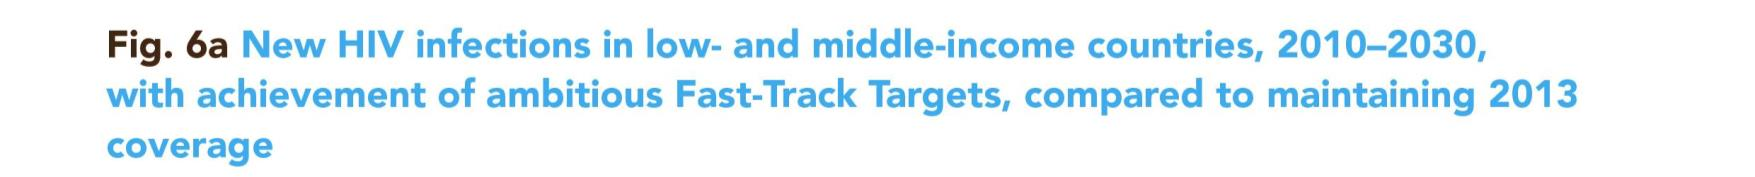 Fig. 6a New HIV infections in low- and middle-income countries, 2010–2030,
with achievement of ambitious Fast-Track Targets, compared to maintaining 2013
coverage